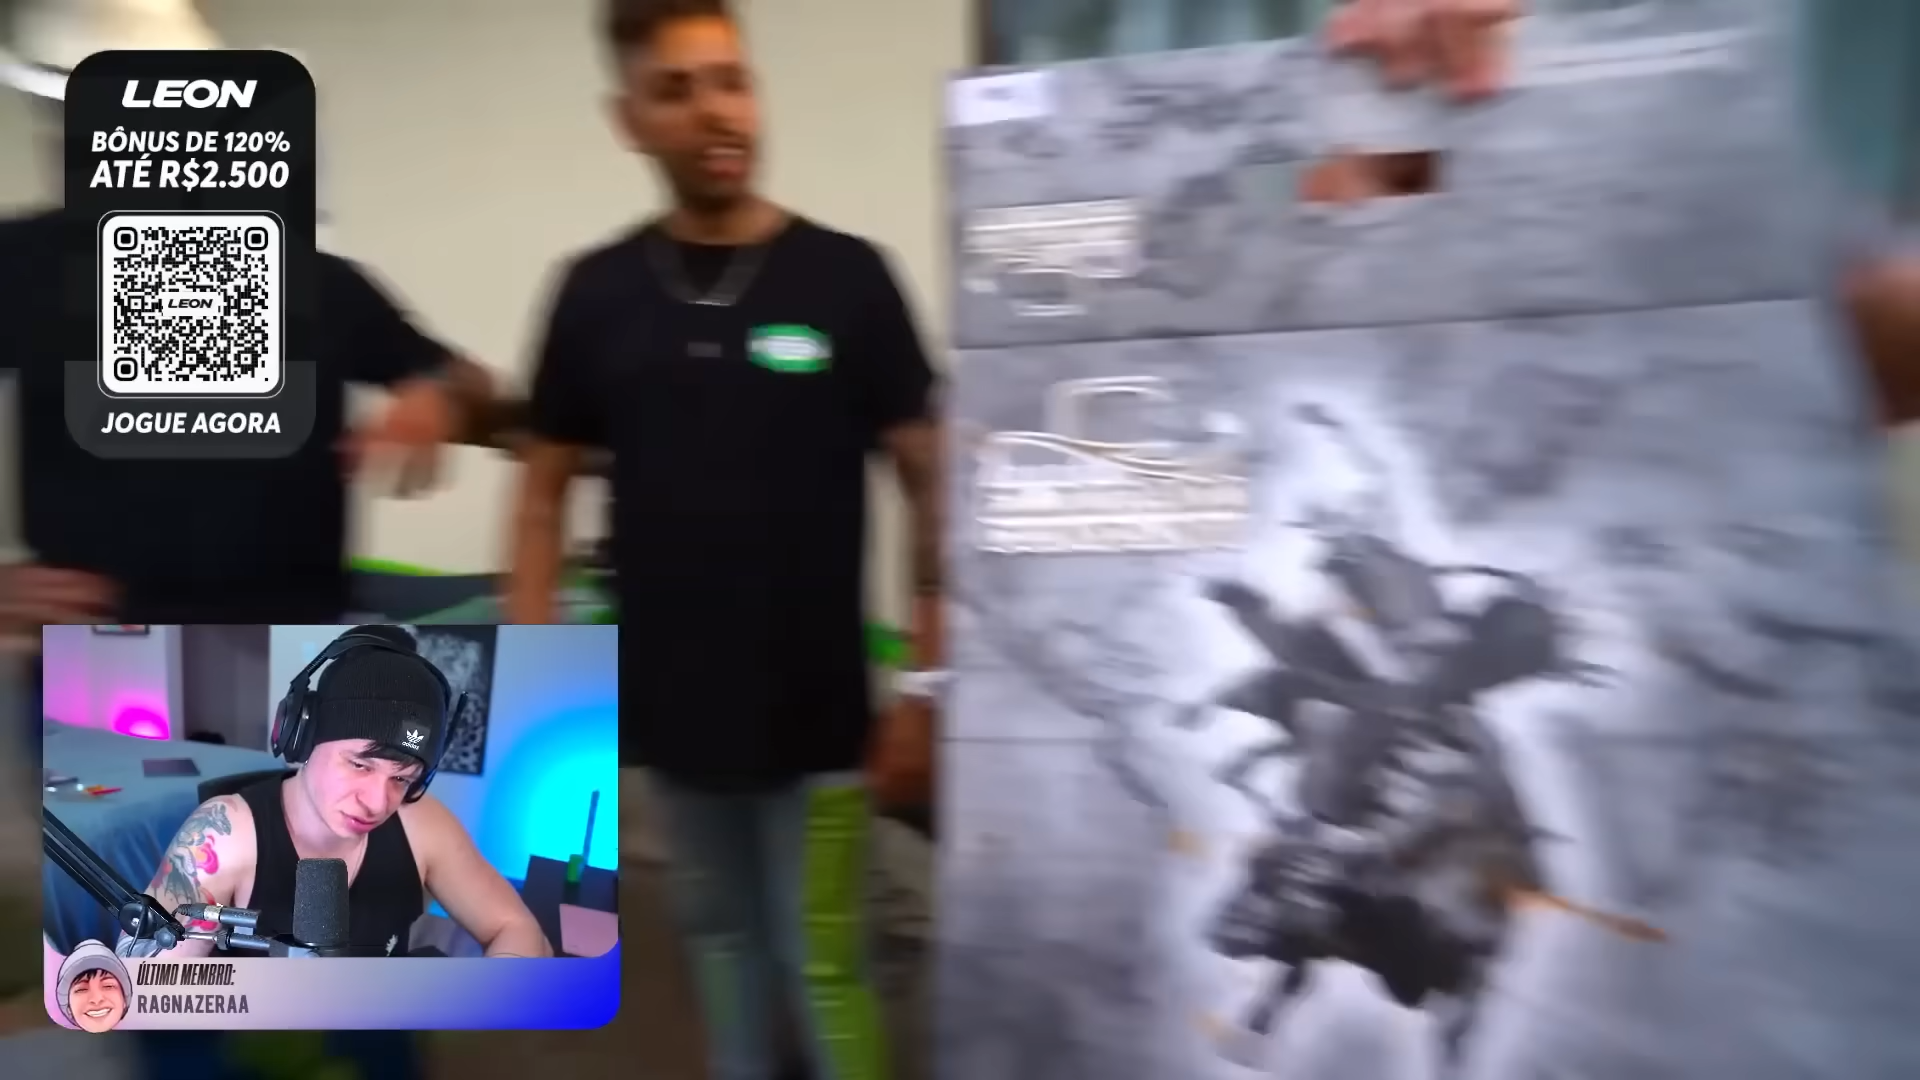 LEON
BÔNUS DE 120%
ATÉ R$2.500
LEON
JOGUE AGORA
adidas
ÚLTIMO MEMBRO:
RAGNAZERAA